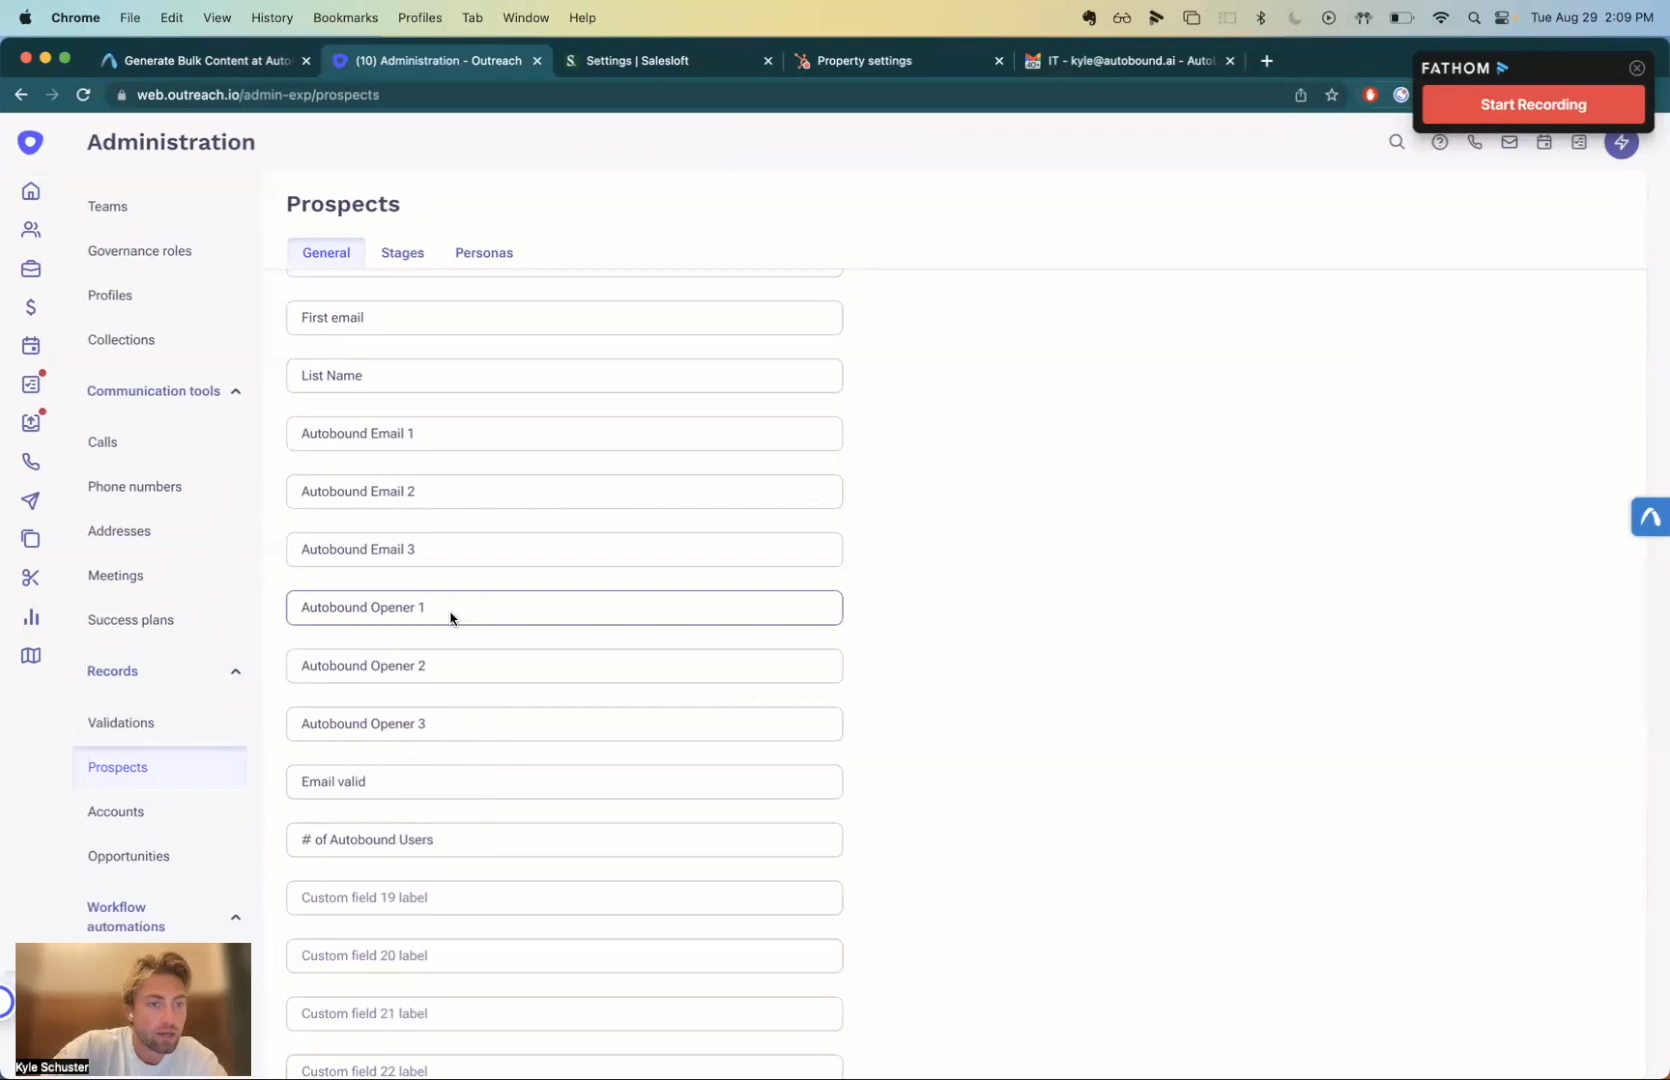 Chrome File Edit View History Bookmarks Profiles Tab Window Help Tue Aug 29 2:09 PM
Generate Bulk Content at Auto (10) Administration - Outreach Settings | Salesloft Property settings IT - kyle@autobound.ai - Auto
web.outreach.io/admin-exp/prospects
FATHOM
Start Recording
Administration
Teams
Governance roles
Profiles
Collections
Communication tools
Calls
Phone numbers
Addresses
Meetings
Success plans
Records
Validations
Prospects
Accounts
Opportunities
Workflow
automations
Prospects
General Stages Personas
First email
List Name
Autobound Email 1
Autobound Email 2
Autobound Email 3
Autobound Opener 1
Autobound Opener 2
Autobound Opener 3
Email valid
# of Autobound Users
Custom field 19 label
Custom field 20 label
Custom field 21 label
Custom field 22 label
Kyle Schuster